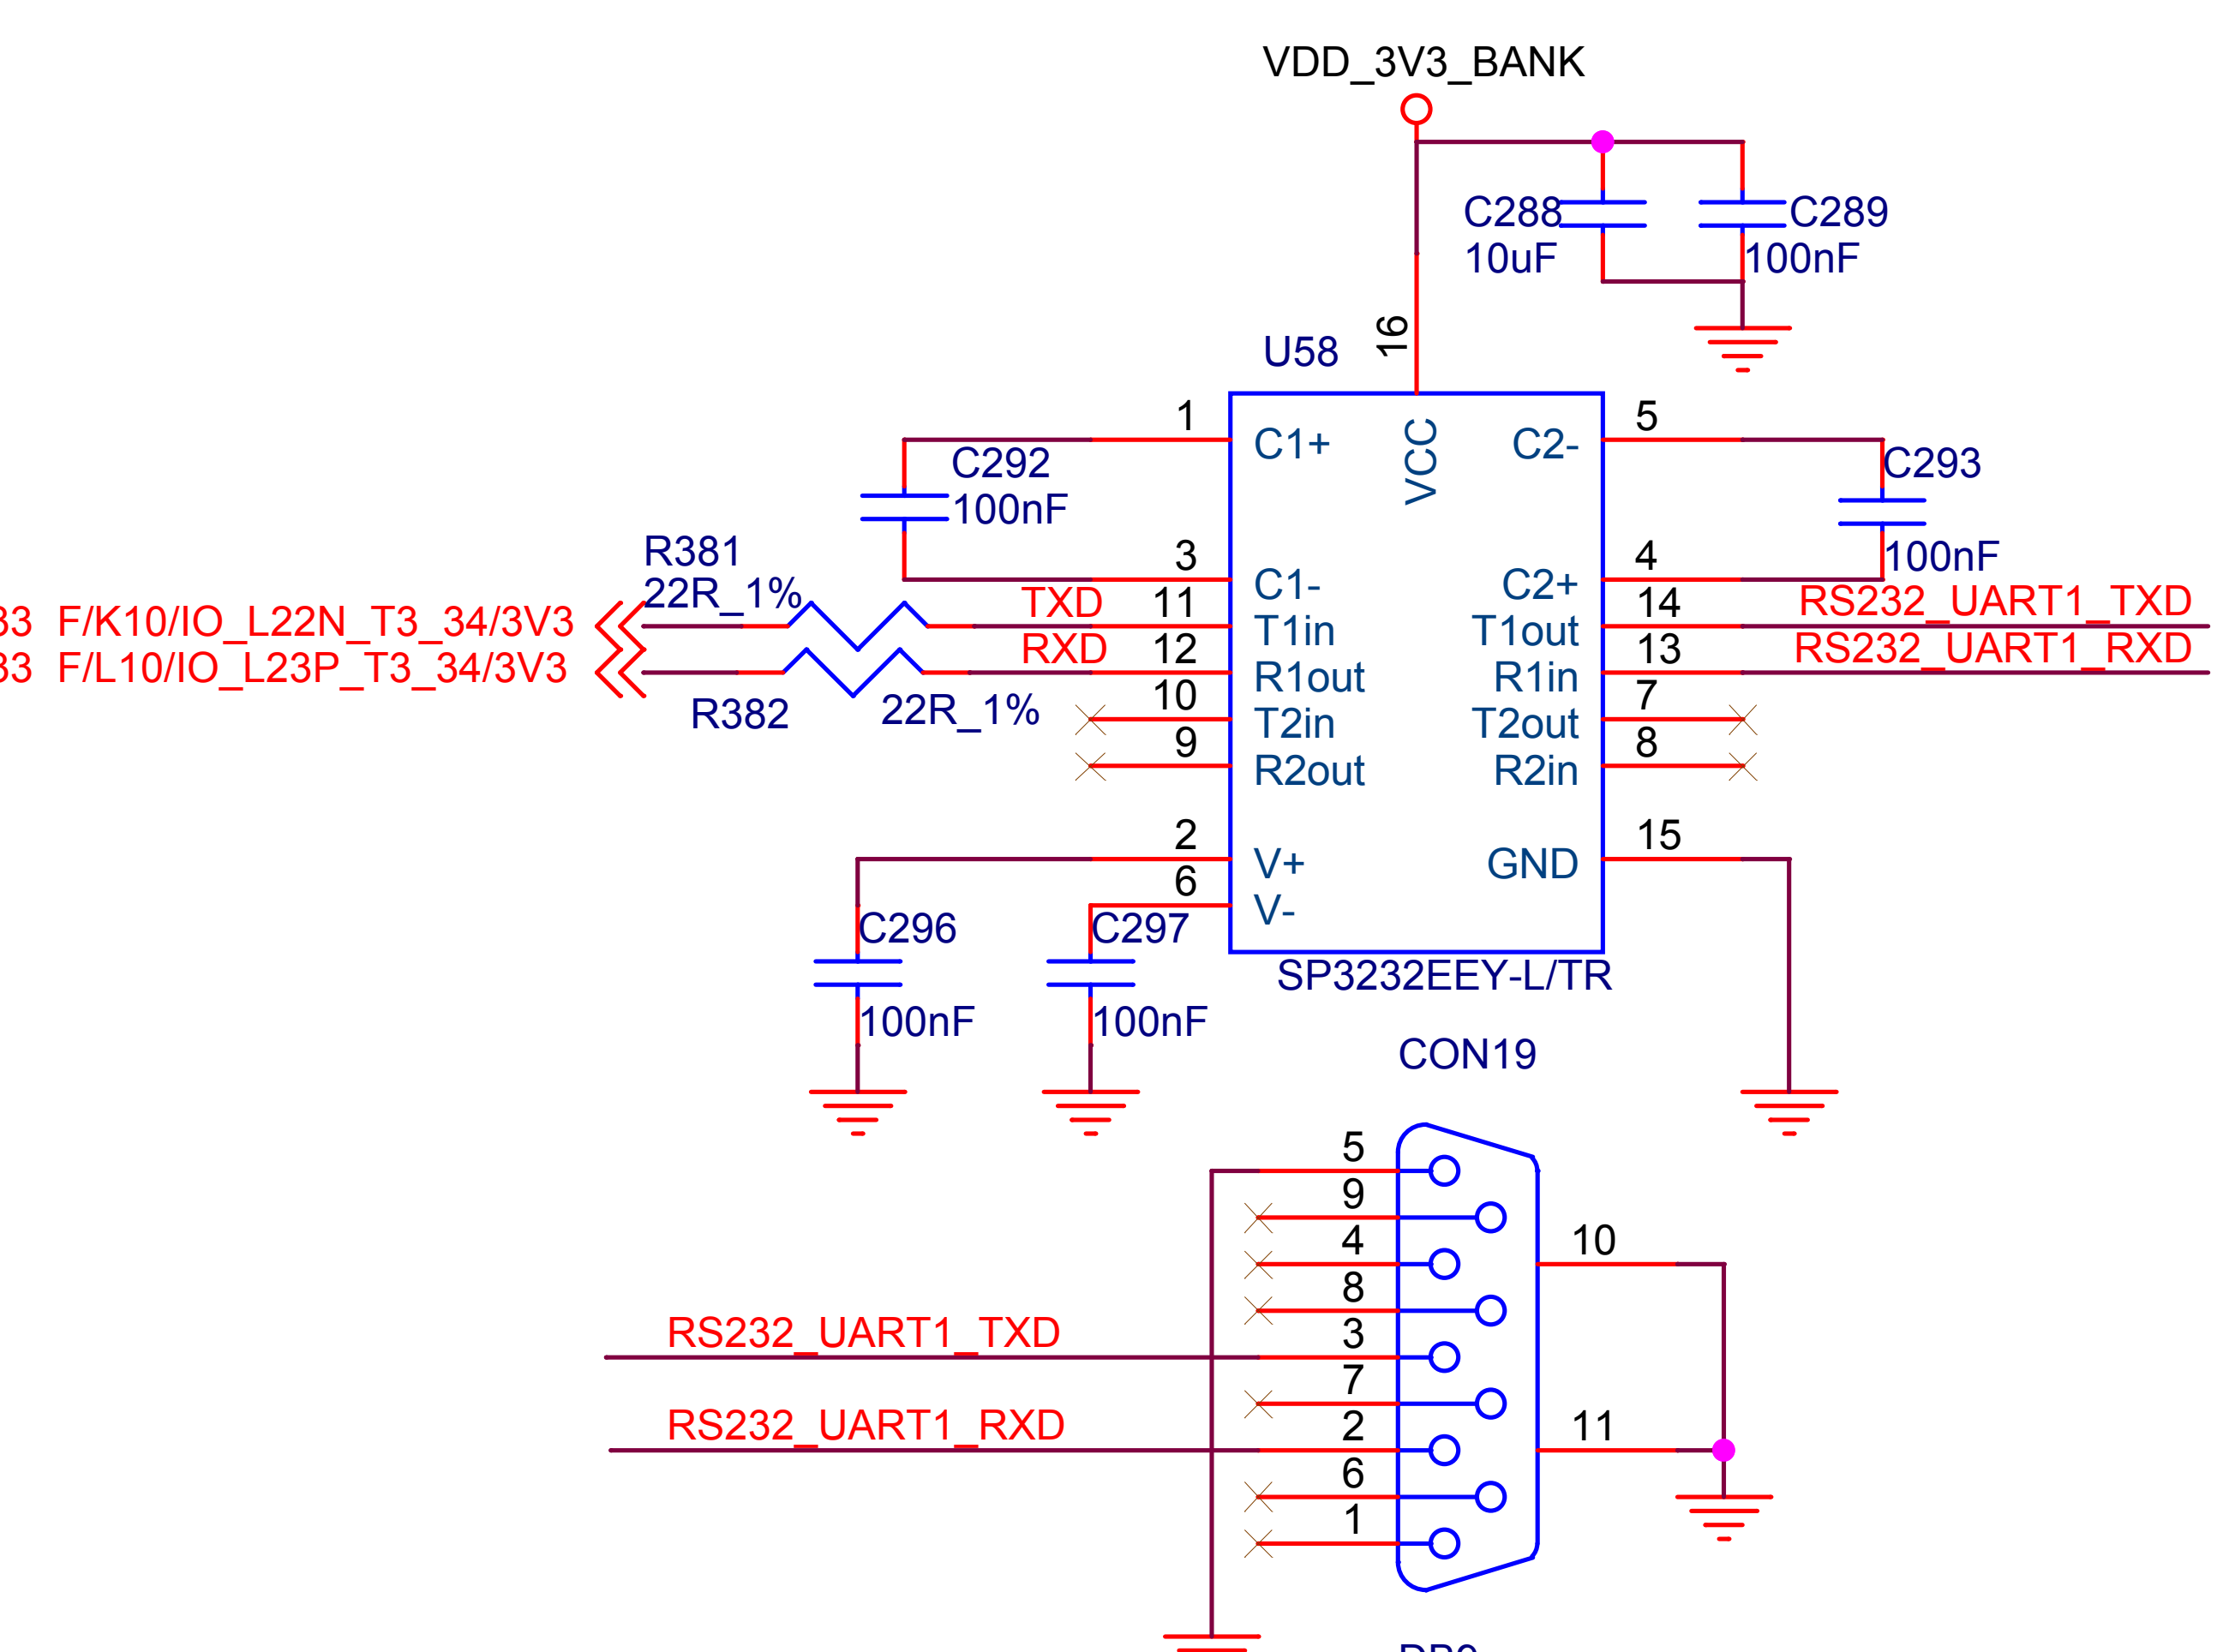 VDD_3V3_BANK
C288
10uF
C289
100nF
16
U58
1
5
C1+
VCC
C2-
C292
100nF
C293
100nF
R381
22R_1%
3
4
C1-
C2+
33 F/K10/IO_L22N_T3_34/3V3
TXD
11
T1in
T1out
14
RS232_UART1_TXD
33 F/L10/IO_L23P_T3_34/3V3
RXD
12
R1out
R1in
13
RS232_UART1_RXD
R382
22R_1%
10
T2in
T2out
7
9
R2out
R2in
8
2
V+
GND
15
6
V-
C296
100nF
C297
100nF
SP3232EEY-L/TR
CON19
5
9
4
8
RS232_UART1_TXD
3
7
RS232_UART1_RXD
2
6
1
10
11